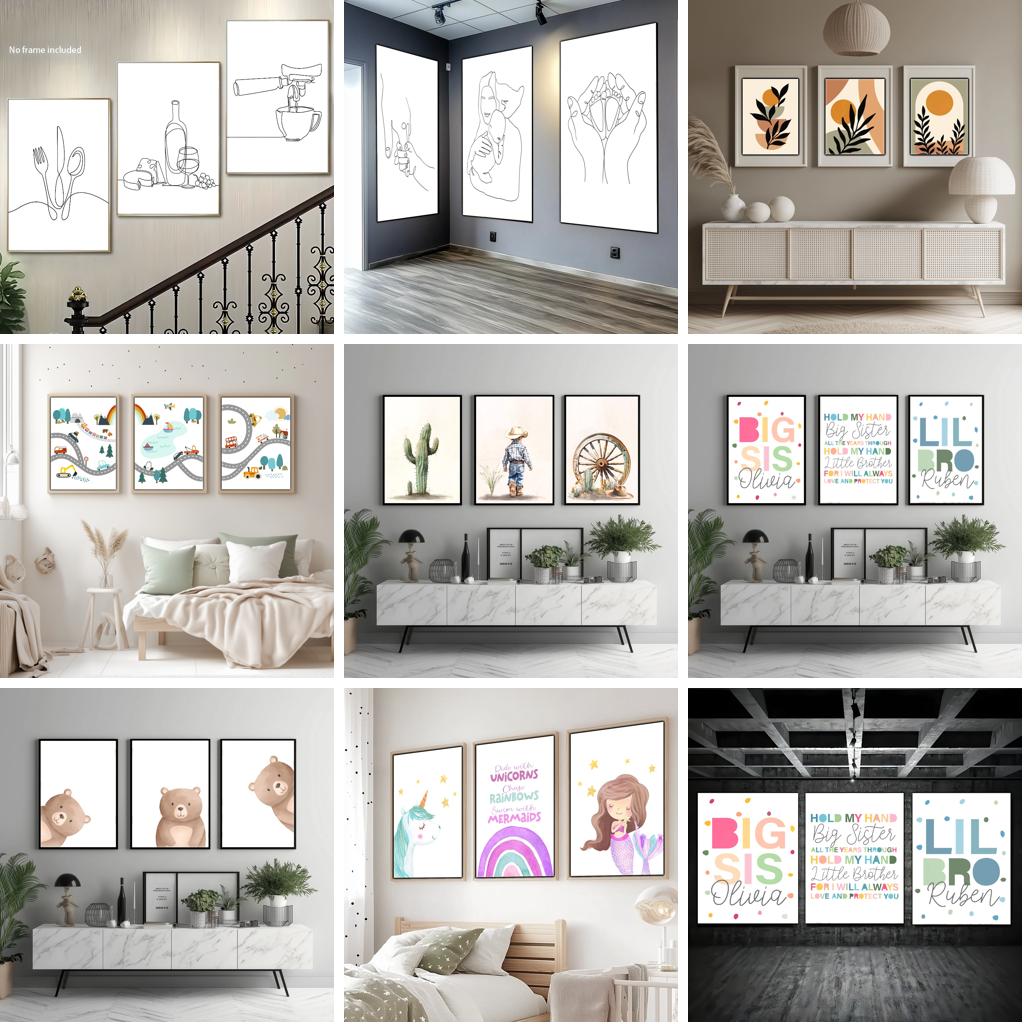 No frame included
BIG
SIS
Olivia
HOLD MY HAND
Big Sister
ALL THE YEARS THROUGH
HOLD MY HAND
Little Brother
FOR I WILL ALWAYS
LOVE AND PROTECT YOU
LIL
BRO
Ruben
UNICORNS
Chase
RAINBOWS
Swim with
MERMAIDS
BIG
SIS
Olivia
HOLD MY HAND
Big Sister
ALL THE YEARS THROUGH
HOLD MY HAND
Little Brother
FOR I WILL ALWAYS
LOVE AND PROTECT YOU
LIL
BRO
Ruben